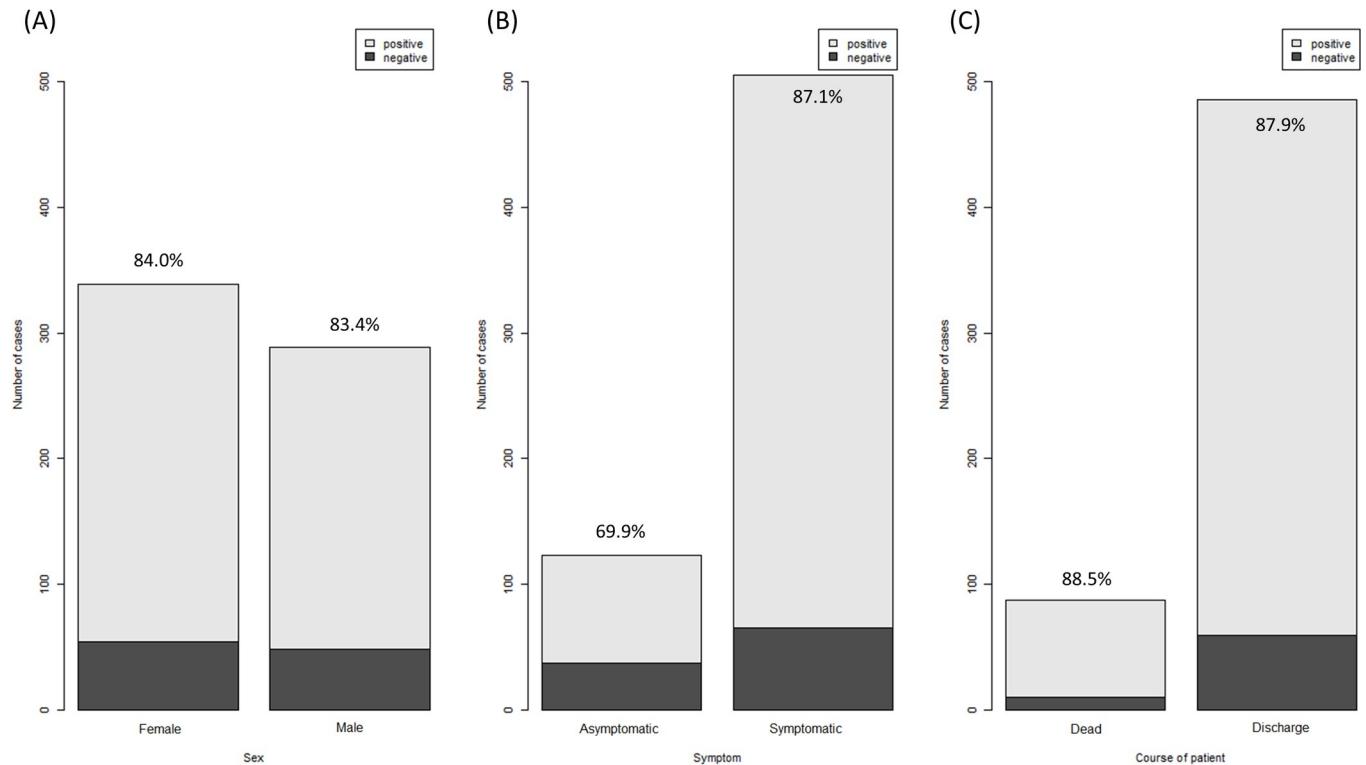 (A)
positive
negative
Number of cases
500
400
300
200
100
0
84.0%
83.4%
Female
Male
Sex
(B)
positive
negative
Number of cases
500
400
300
200
100
0
69.9%
87.1%
Asymptomatic
Symptomatic
Symptom
(C)
positive
negative
Number of cases
500
400
300
200
100
0
88.5%
87.9%
Dead
Discharge
Course of patient